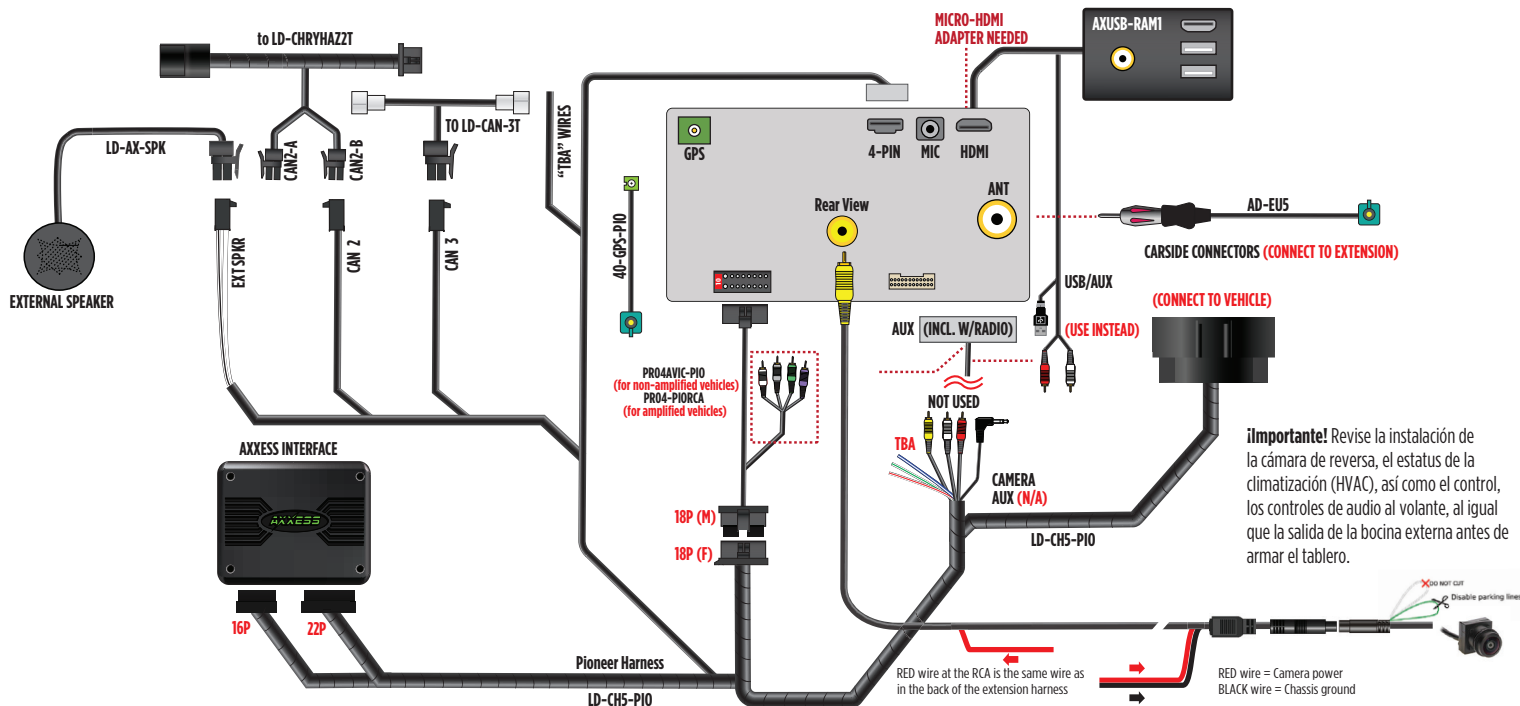 to LD-CHRYHAZ2T
MICRO-HDMI
ADAPTER NEEDED
AXUSB-RAM1
LD-AX-SPK
CAN2-A
CAN2-B
TO LD-CAN-3T
"TBA" WIRES
GPS
4-PIN
MIC
HDMI
ANT
Rear View
40-GPS-PIO
AD-EU5
CARSIDE CONNECTORS (CONNECT TO EXTENSION)
EXTERNAL SPEAKER
EXT SPKR
CAN 2
CAN 3
10
USB/AUX
(CONNECT TO VEHICLE)
AUX (INCL. W/RADIO)
(USE INSTEAD)
PR04AVIC-PIO
(for non-amplified vehicles)
PR04-PIORCA
(for amplified vehicles)
NOT USED
TBA
CAMERA
AUX (N/A)
AXXESS INTERFACE
AXXESS
18P (M)
18P (F)
LD-CH5-PIO
¡Importante! Revise la instalación de
la cámara de reversa, el estatus de la
climatización (HVAC), así como el control,
los controles de audio al volante, al igual
que la salida de la bocina externa antes de
armar el tablero.
DO NOT CUT
Disable parking lines
16P
22P
Pioneer Harness
LD-CH5-PIO
RED wire at the RCA is the same wire as
in the back of the extension harness
RED wire = Camera power
BLACK wire = Chassis ground